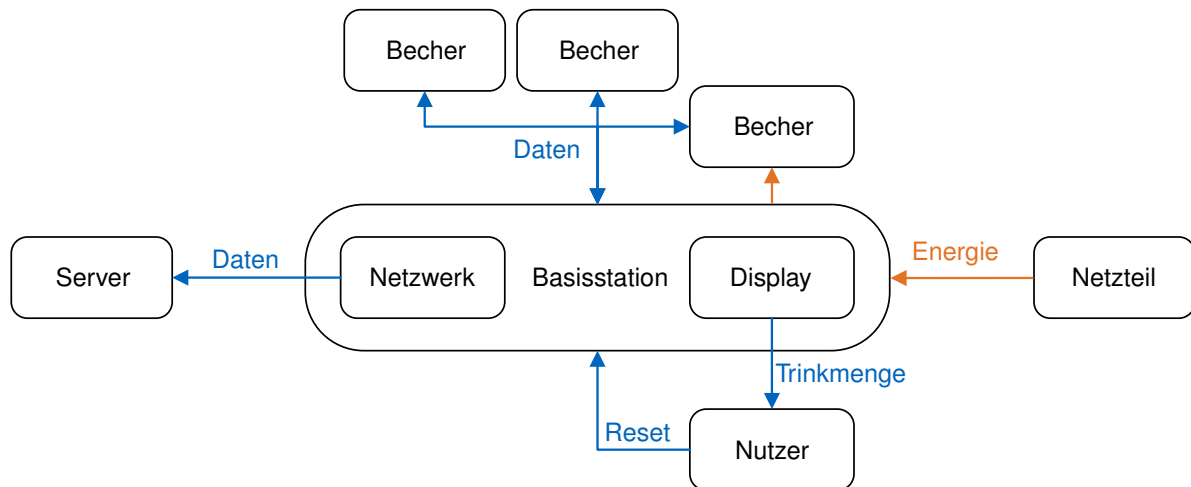 Becher
Becher
Becher
Daten
Server
Daten
Netzwerk
Basisstation
Display
Energie
Netzteil
Trinkmenge
Reset
Nutzer